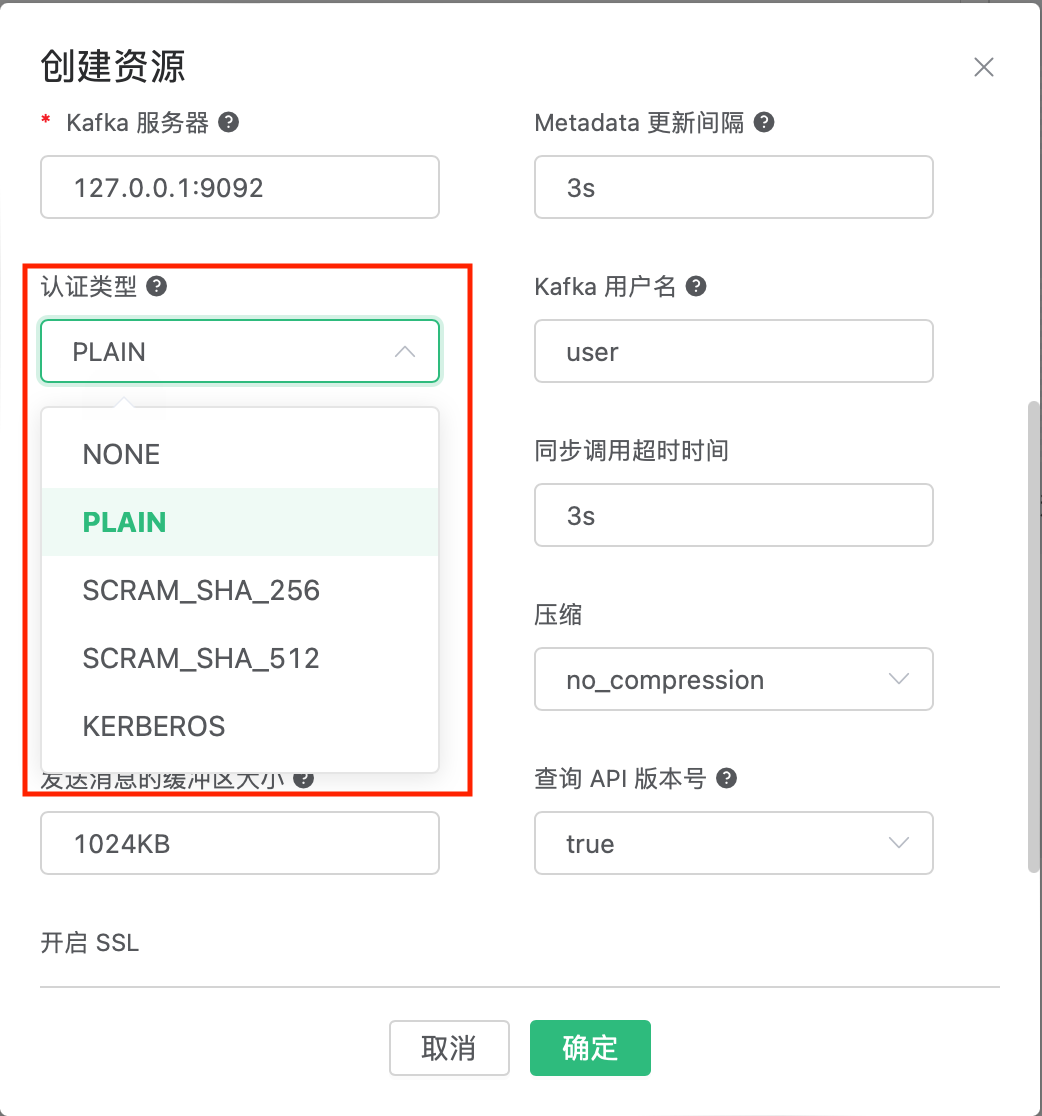 创建资源
* Kafka 服务器
Metadata 更新间隔
127.0.0.1:9092
3s
认证类型
Kafka 用户名
PLAIN
user
NONE
PLAIN
SCRAM_SHA_256
SCRAM_SHA_512
KERBEROS
同步调用超时时间
3s
压缩
no_compression
发送消息的缓冲区大小
查询 API 版本号
1024KB
true
开启 SSL
取消
确定